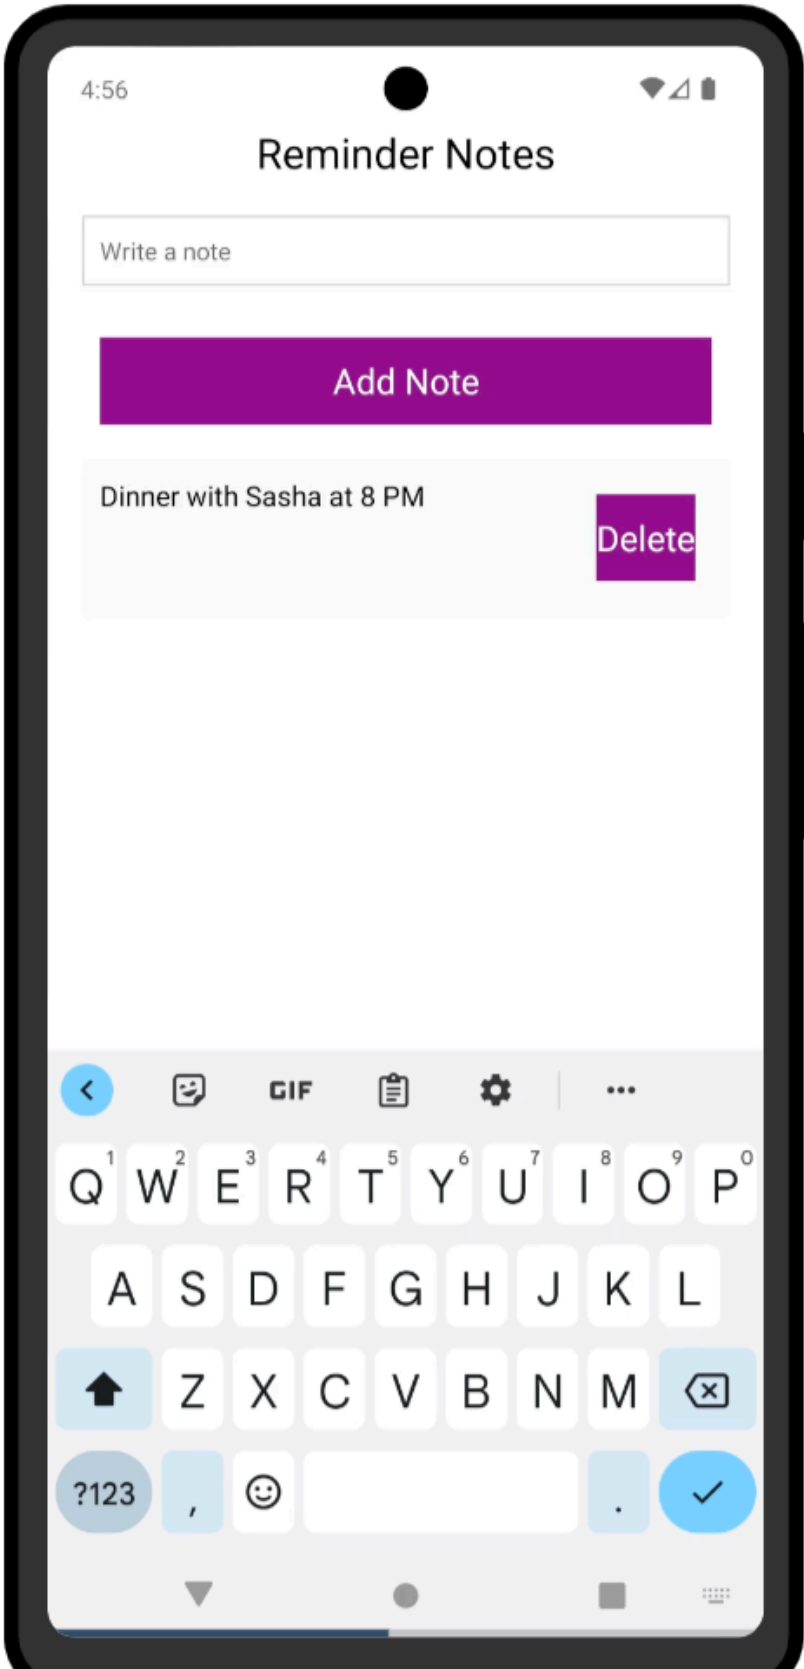 4:56
Reminder Notes
Write a note
Add Note
Dinner with Sasha at 8 PM
Delete
GIF
Q1 W2 E3 R4 T5 Y6 U7 I8 O9 P0
A S D F G H J K L
Z X C V B N M
?123 , .